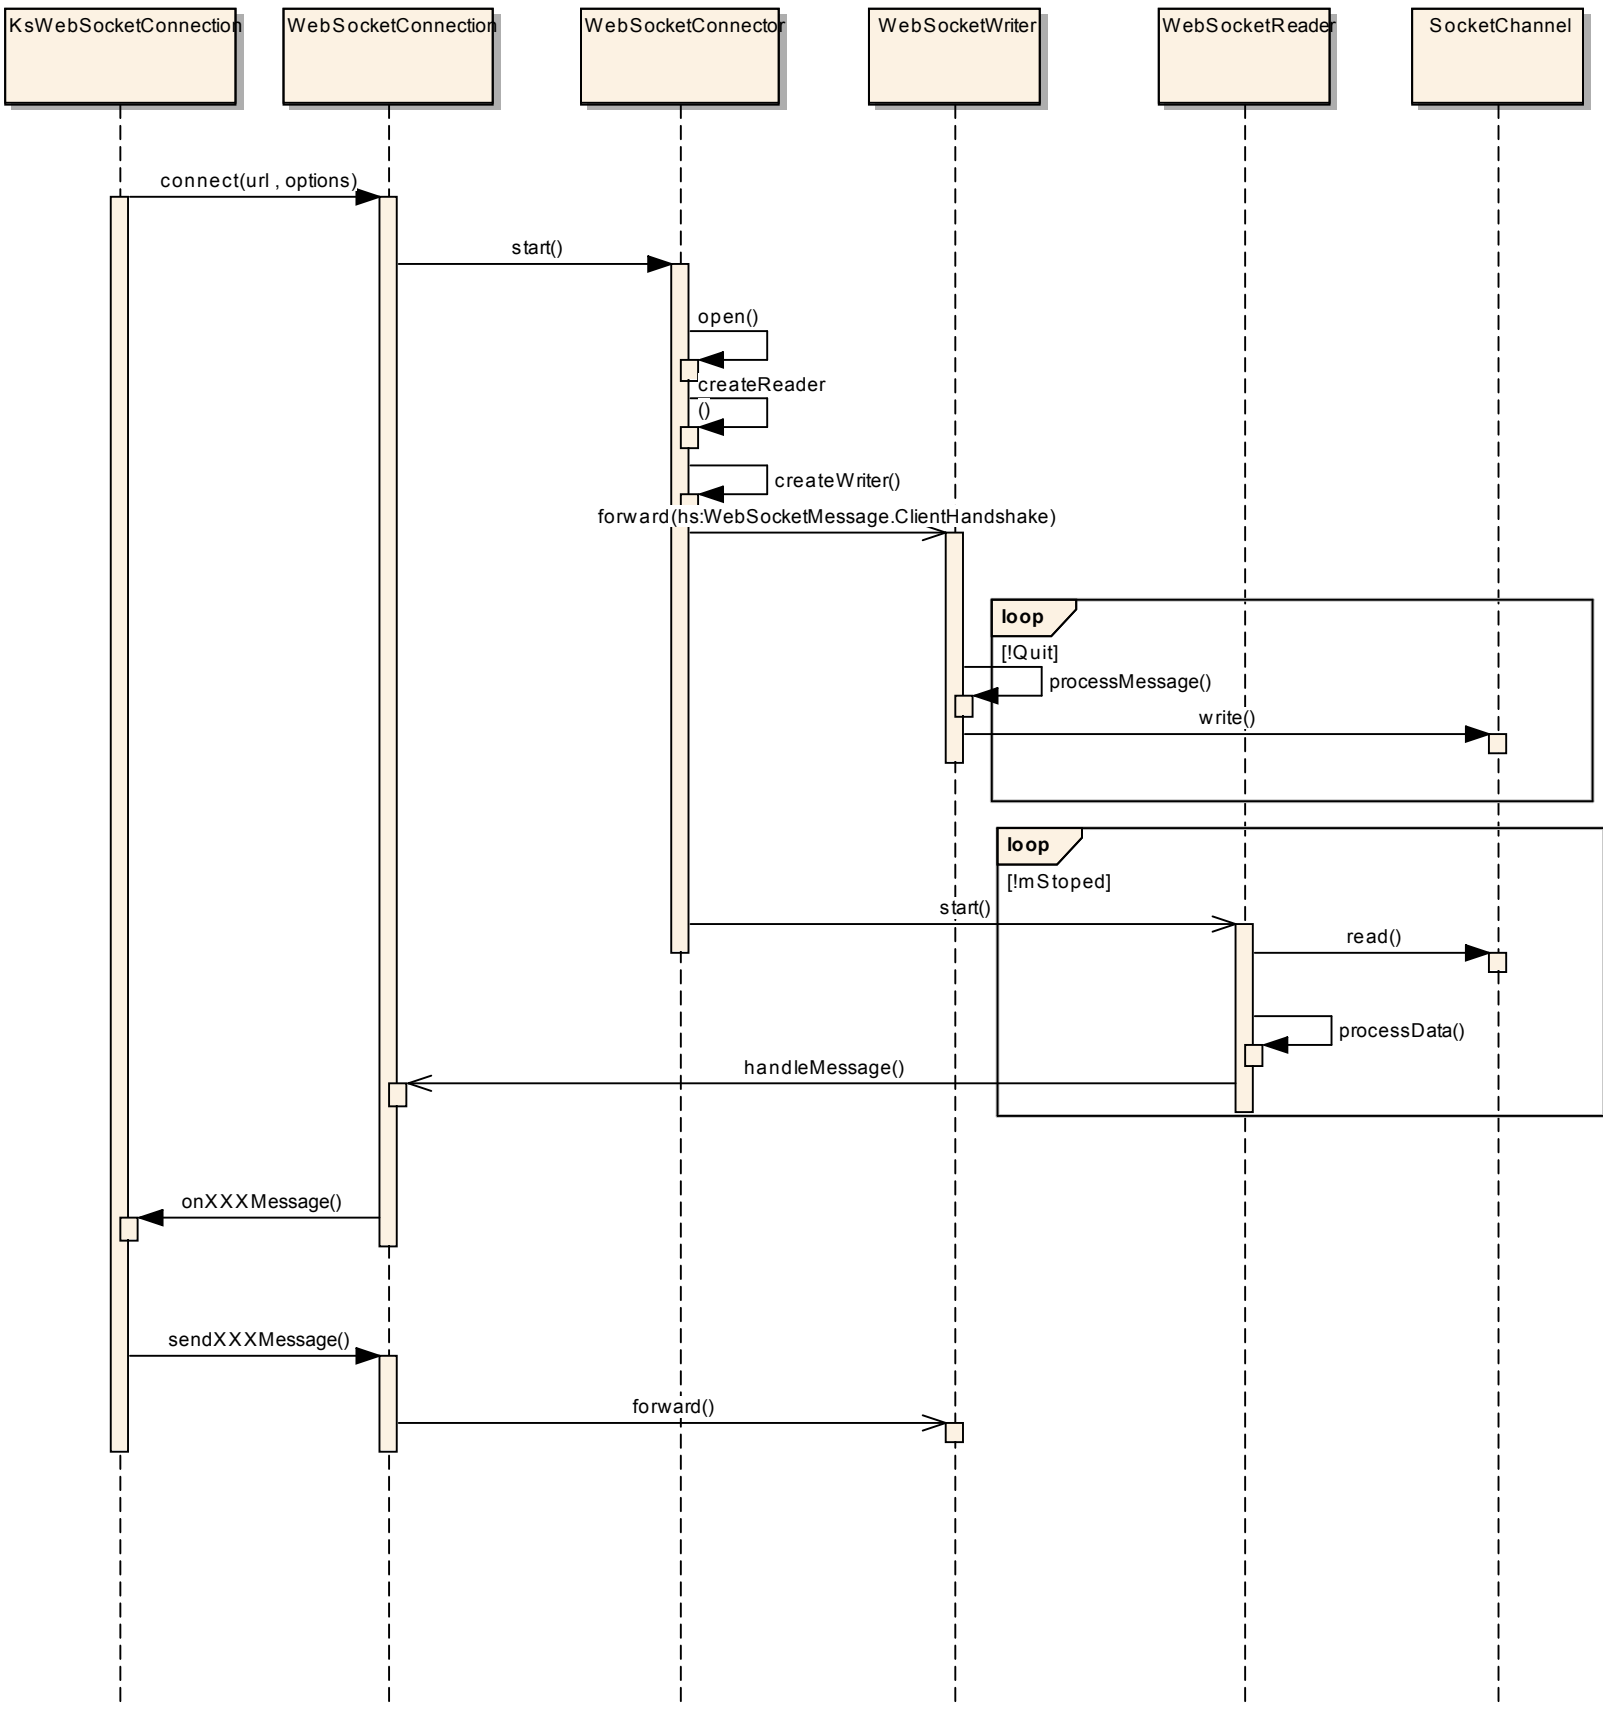 KsWebSocketConnection
WebSocketConnection
WebSocketConnector
WebSocketWriter
WebSocketReader
SocketChannel
connect(url , options)
start()
open()
createReader
()
createWriter()
forward(hs:WebSocketMessage.ClientHandshake)
loop
[!Quit]
processMessage()
write()
loop
[!mStoped]
start()
read()
processData()
handleMessage()
onXXXMessage()
sendXXXMessage()
forward()